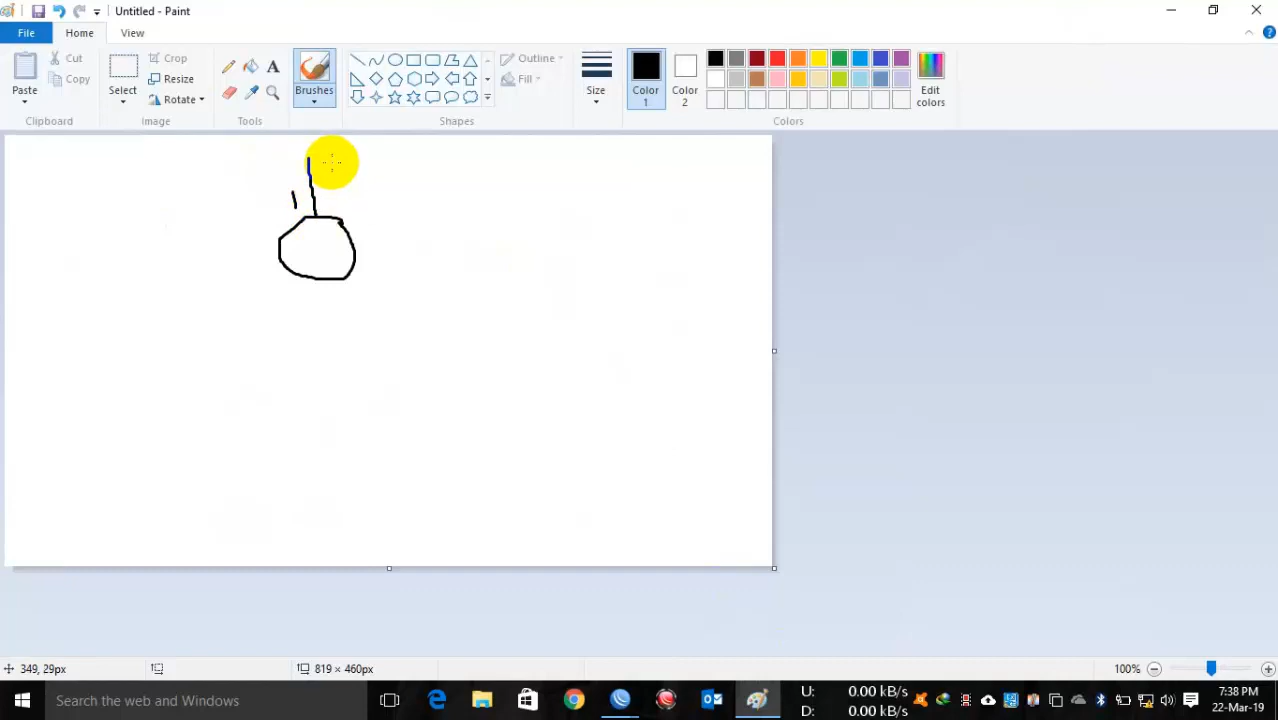 Untitled - Paint
File Home View
Paste
Cut
Copy
Clipboard
Select
Crop
Resize
Rotate
Image
A
Tools
Brushes
Outline
Fill
Shapes
Size
Color 1
Color 2
Edit colors
Colors
349, 29px
819 × 460px
100%
Search the web and Windows
U: 0.00 kB/s
D: 0.00 kB/s
7:38 PM
22-Mar-19